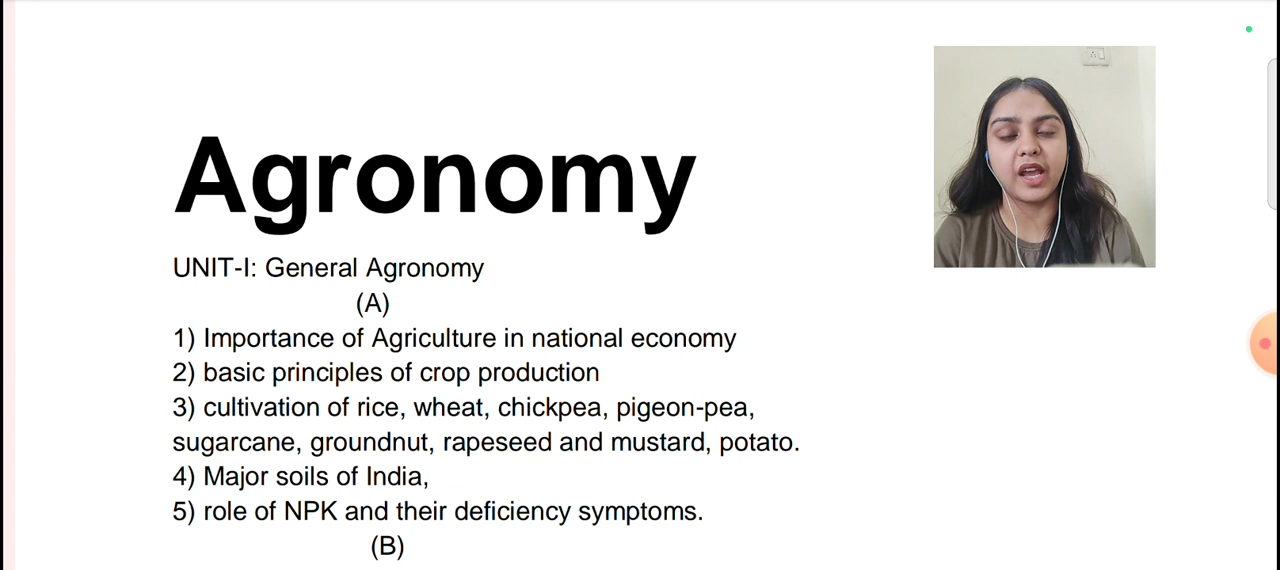 Agronomy
UNIT-I: General Agronomy
(A)
1) Importance of Agriculture in national economy
2) basic principles of crop production
3) cultivation of rice, wheat, chickpea, pigeon-pea,
sugarcane, groundnut, rapeseed and mustard, potato.
4) Major soils of India,
5) role of NPK and their deficiency symptoms.
(B)